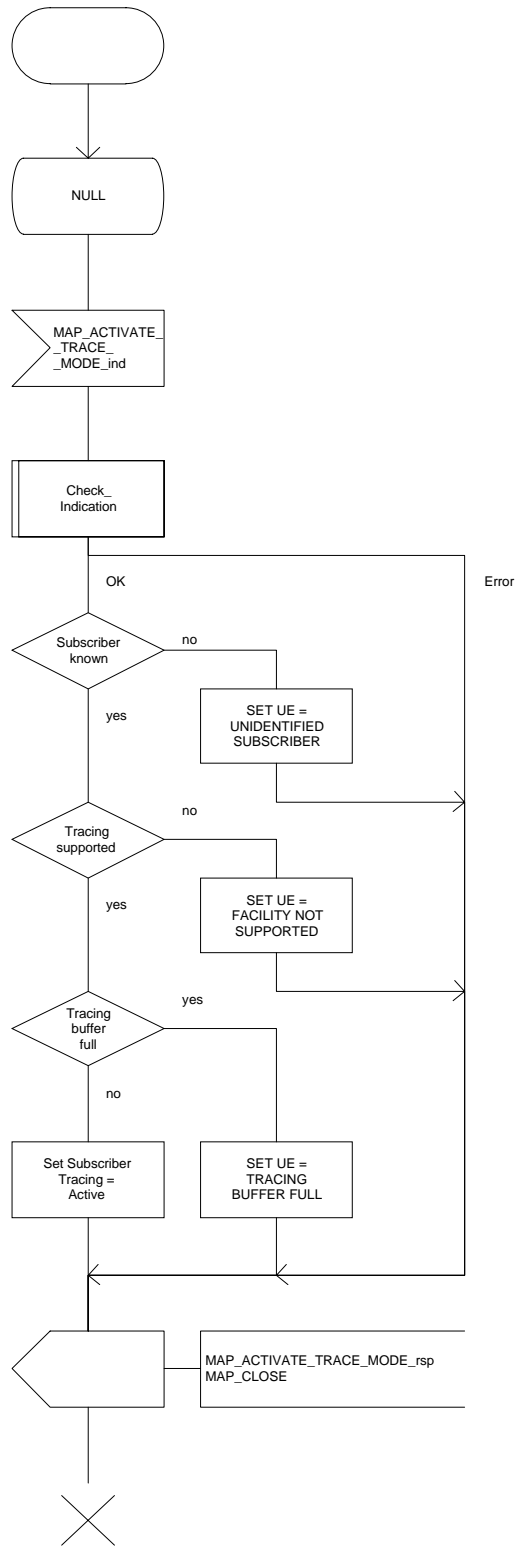 NULL
MAP_ACTIVATE_
_TRACE_
_MODE_ind
Check_
Indication
OK
Error
Subscriber
known
no
yes
SET UE =
UNIDENTIFIED
SUBSCRIBER
Tracing
supported
no
yes
SET UE =
FACILITY NOT
SUPPORTED
Tracing
buffer
full
yes
no
Set Subscriber
Tracing =
Active
SET UE =
TRACING
BUFFER FULL
MAP_ACTIVATE_TRACE_MODE_rsp
MAP_CLOSE